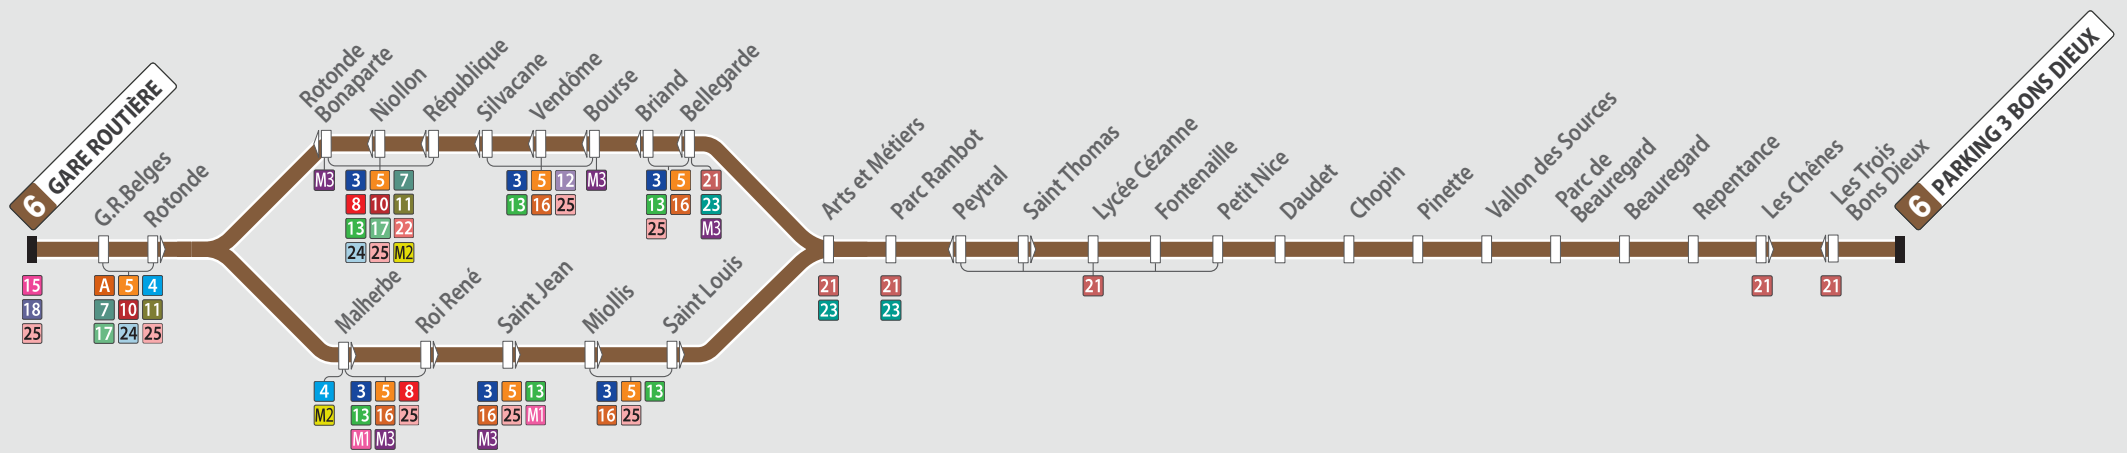 6 GARE ROUTIÈRE
G.R.Belges
Rotonde
Rotonde
Bonaparte
Niollon
République
Silvacane
Vendôme
Bourse
Briand
Bellegarde
Arts et Métiers
Parc Rambot
Peytral
Saint Thomas
Lycée Cézanne
Fontenaille
Petit Nice
Daudet
Chopin
Pinette
Vallon des Sources
Parc de
Beauregard
Beauregard
Repentance
Les Chênes
Les Trois
Bons Dieux
6 PARKING 3 BONS DIEUX
M3
3 5 7
8 10 11
13 17 22
24 25 M2
3 5 12
13 16 25
M3
3 5
13 16
25
21
23
M3
15
18
25
A 5 4
7 10 11
17 24 25
21
23
21
23
21
21
21
Malherbe
Roi René
Saint Jean
Miollis
Saint Louis
4
M2
3 5 8
13 16 25
M1 M3
3 5 13
16 25 M1
M3
3 5 13
16 25